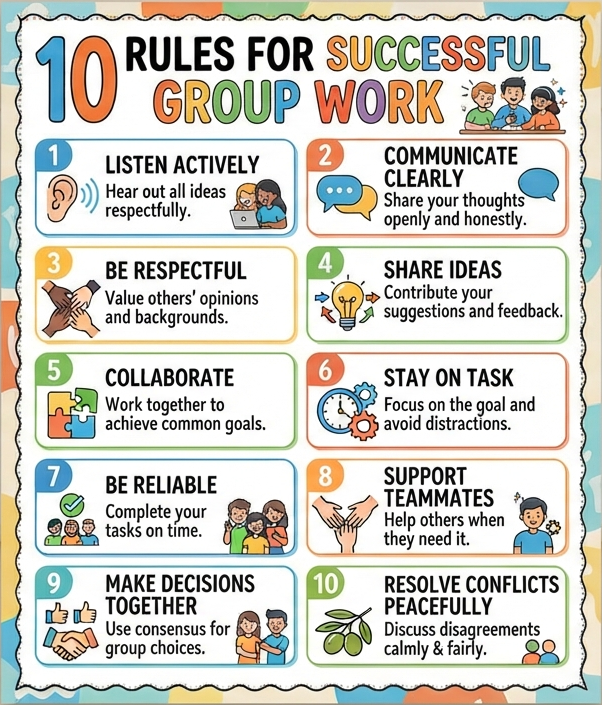 10 RULES FOR SUCCESSFUL
GROUP WORK
1
LISTEN ACTIVELY
Hear out all ideas
respectfully.
2
COMMUNICATE
CLEARLY
Share your thoughts
openly and honestly.
3
BE RESPECTFUL
Value others' opinions
and backgrounds.
4
SHARE IDEAS
Contribute your
suggestions and feedback.
5
COLLABORATE
Work together to
achieve common goals.
6
STAY ON TASK
Focus on the goal and
avoid distractions.
7
BE RELIABLE
Complete your
tasks on time.
8
SUPPORT
TEAMMATES
Help others when
they need it.
9
MAKE DECISIONS
TOGETHER
Use consensus for
group choices.
10
RESOLVE CONFLICTS
PEACEFULLY
Discuss disagreements
calmly & fairly.